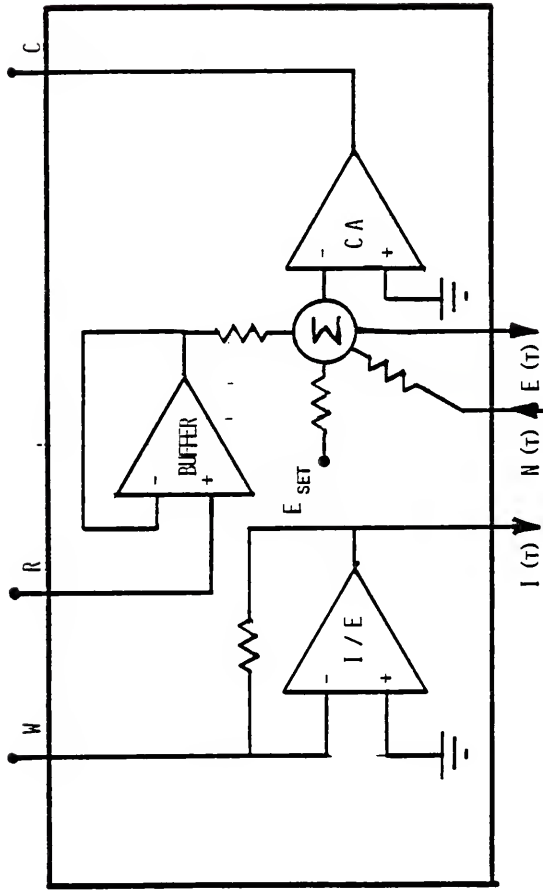 W R C
-
BUFFER
+
E SET
Σ
-
I/E
+
-
CA
+
I(T) N(T) E(T)